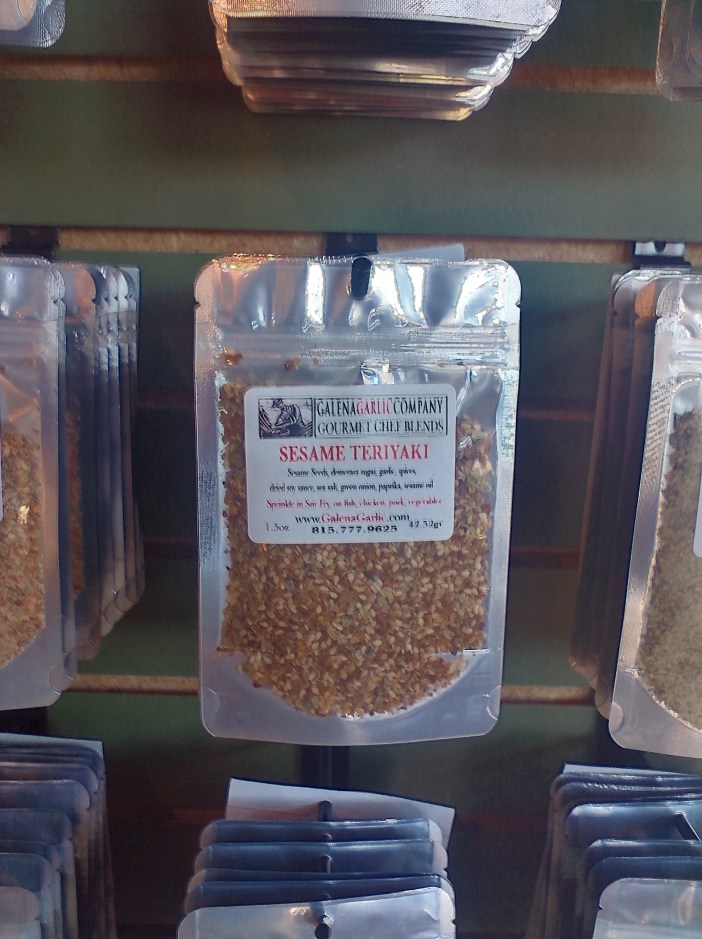 GALENAGARLICCOMPANY
GOURMET CHEF BLENDS
SESAME TERIYAKI
Sesame Seeds, demerara sugar, garlic, spices,
dried soy sauce, sea salt, green onion, paprika, sesame oil
Sprinkle in Stir Fry, on fish, chicken, pork, vegetables
www.GalenaGarlic.com
1.5oz 815.777.9625 42.52gr